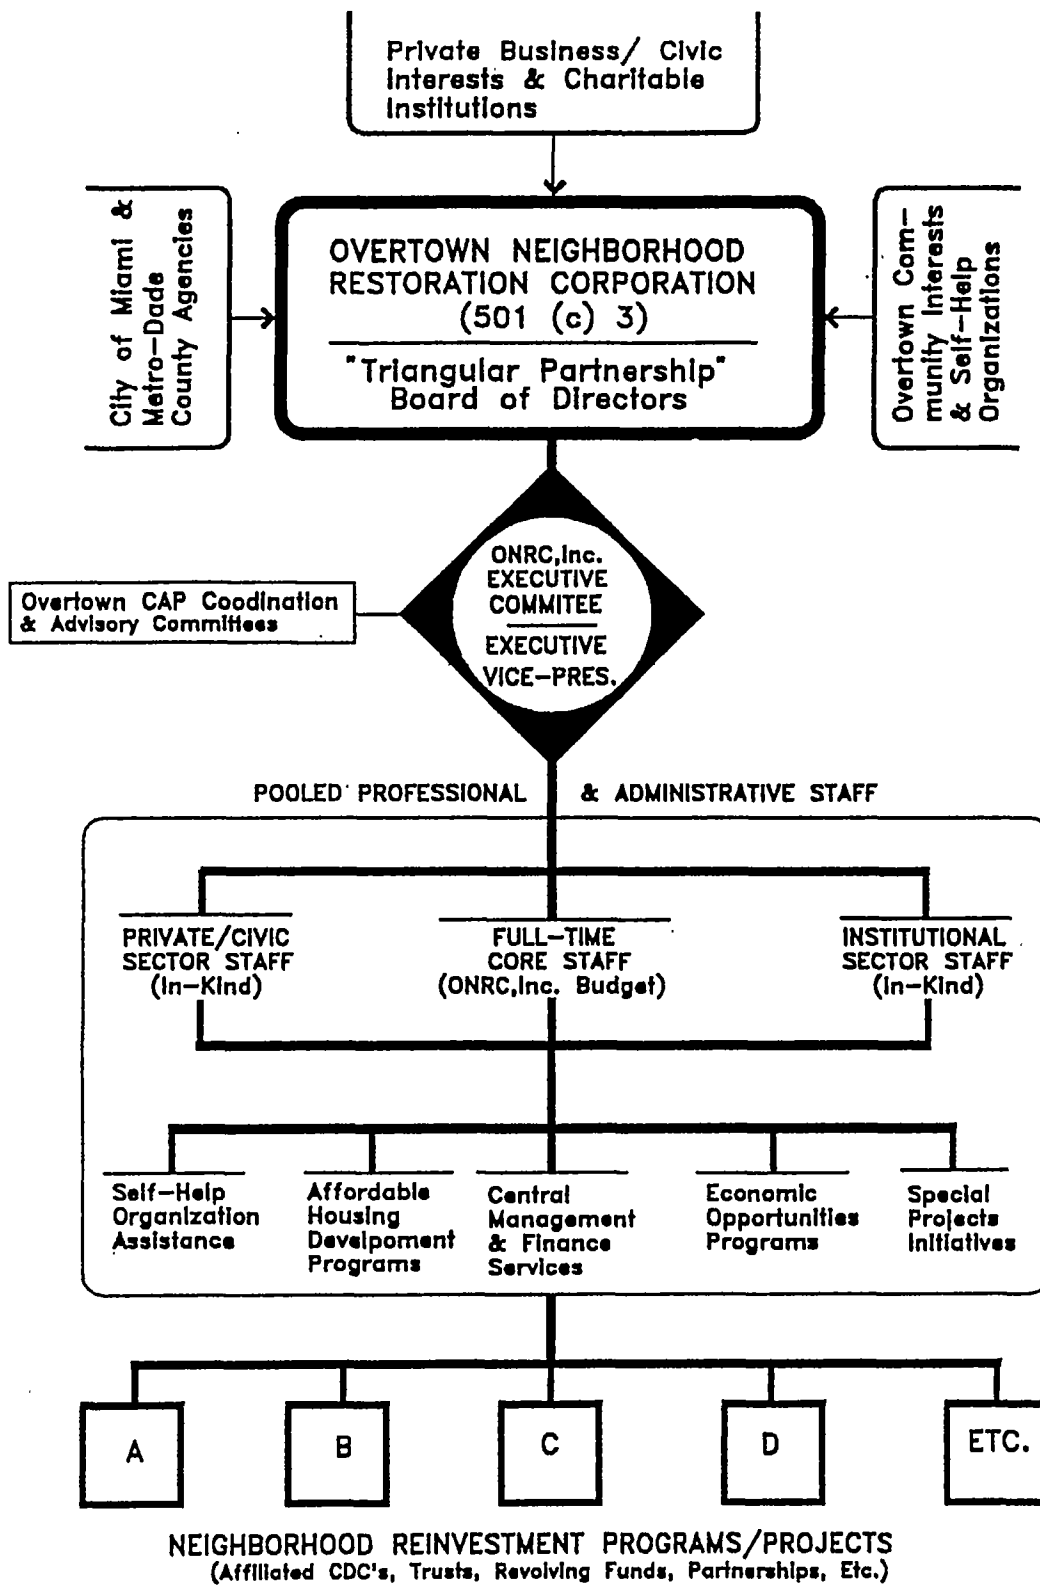 Private Business/ Civic
Interests & Charitable
Institutions
City of Miami &
Metro-Dade
County Agencies
OVERTOWN NEIGHBORHOOD
RESTORATION CORPORATION
(501 (c) 3)
"Triangular Partnership"
Board of Directors
Overtown Com-
munity Interests
& Self-Help
Organizations
ONRC,Inc.
EXECUTIVE
COMMITEE
EXECUTIVE
VICE-PRES.
Overtown CAP Coodination
& Advisory Committees
POOLED PROFESSIONAL & ADMINISTRATIVE STAFF
PRIVATE/CIVIC
SECTOR STAFF
(In-Kind)
FULL-TIME
CORE STAFF
(ONRC,Inc. Budget)
INSTITUTIONAL
SECTOR STAFF
(In-Kind)
Self-Help
Organization
Assistance
Affordable
Housing
Develpoment
Programs
Central
Management
& Finance
Services
Economic
Opportunities
Programs
Special
Projects
Initiatives
A
B
C
D
ETC.
NEIGHBORHOOD REINVESTMENT PROGRAMS/PROJECTS
(Affiliated CDC's, Trusts, Revolving Funds, Partnerships, Etc.)